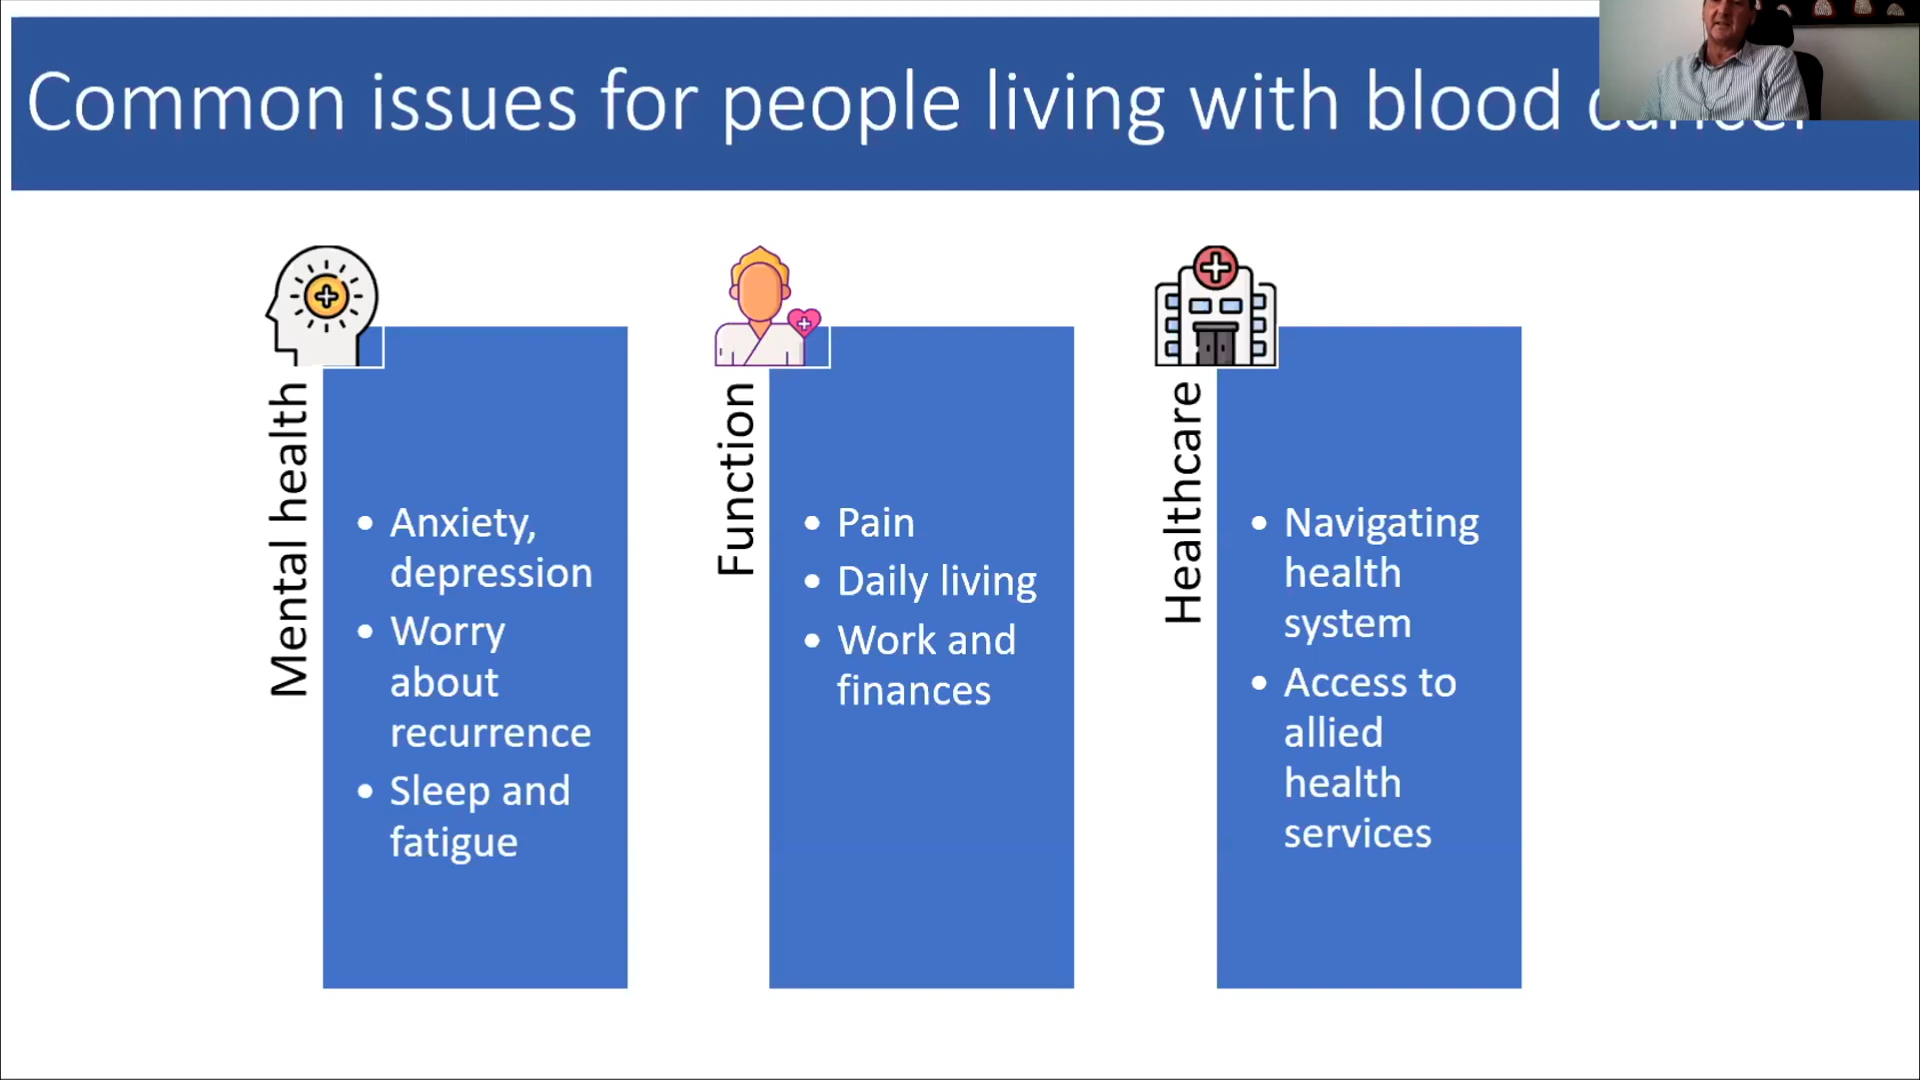 Common issues for people living with blood cancer
Mental health
• Anxiety,
depression
• Worry
about
recurrence
• Sleep and
fatigue
Function
• Pain
• Daily living
• Work and
finances
Healthcare
• Navigating
health
system
• Access to
allied
health
services